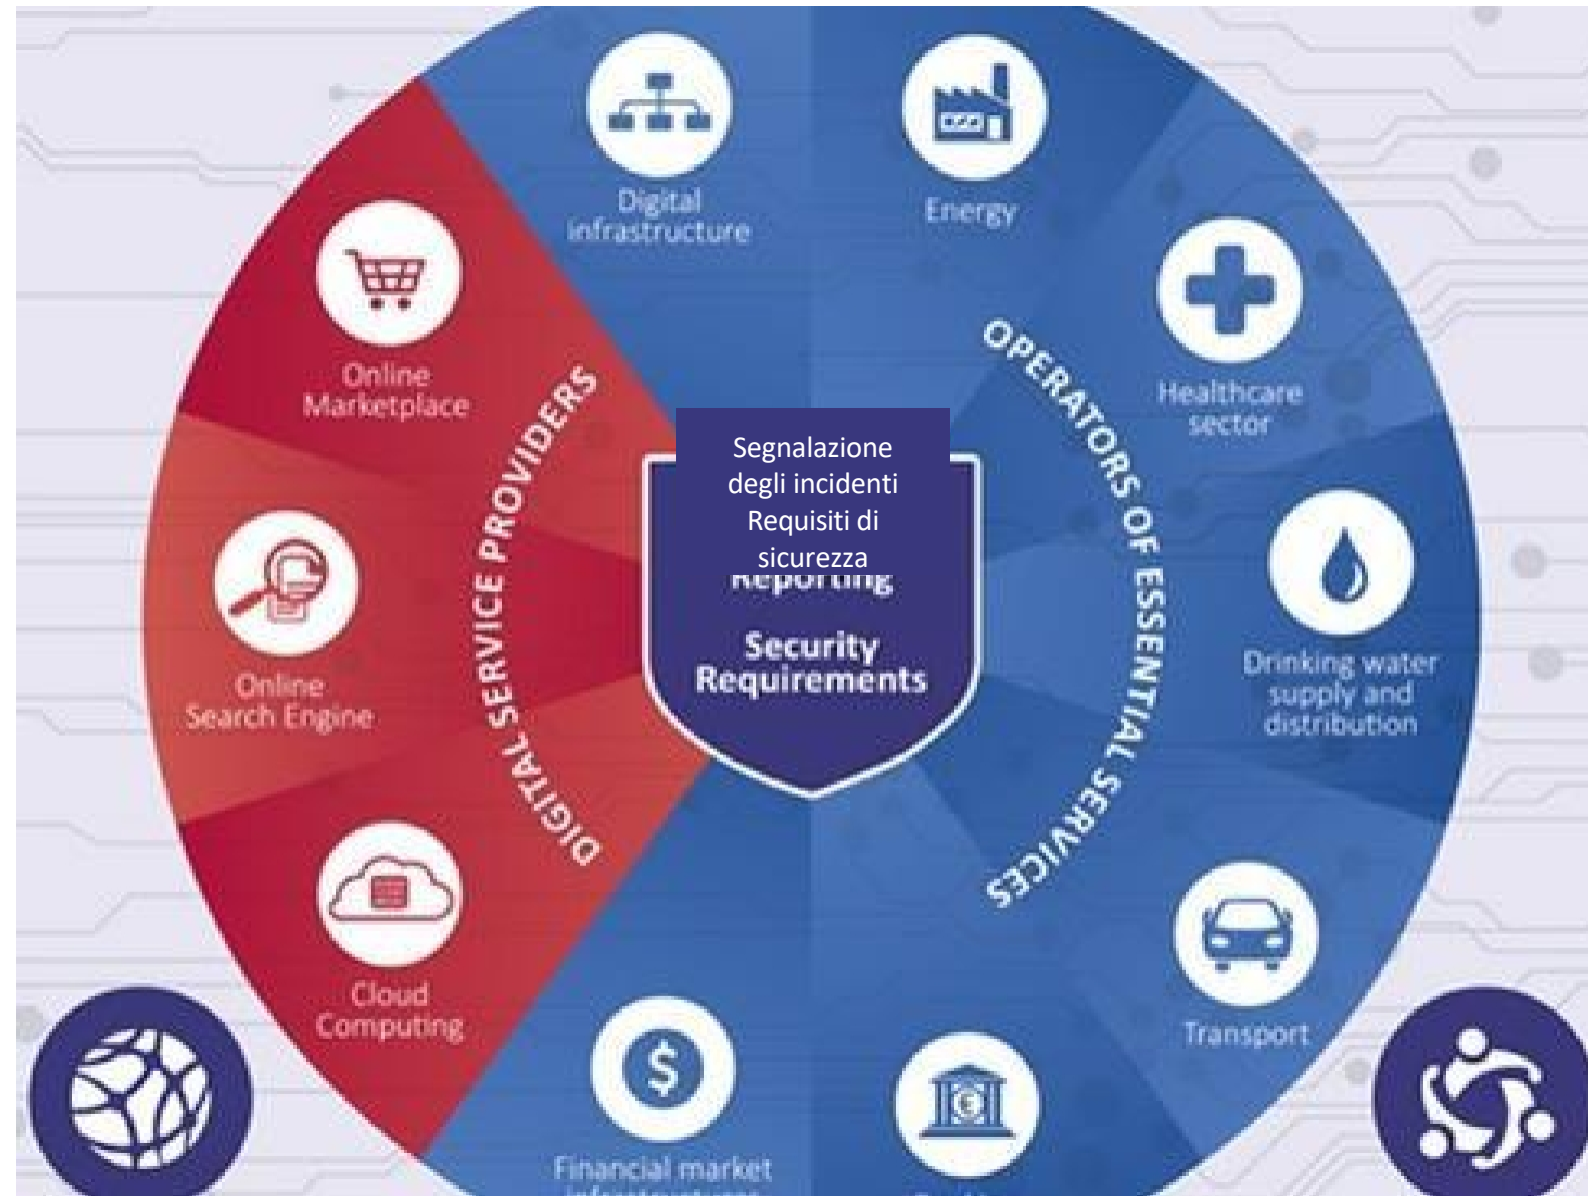 Digital
infrastructure
Energy
Online
Marketplace
Healthcare
sector
DIGITAL SERVICE PROVIDERS
OPERATORS OF ESSENTIAL SERVICES
Segnalazione
degli incidenti
Requisiti di
sicurezza
Reporting
Security
Requirements
Online
Search Engine
Drinking water
supply and
distribution
Cloud
Computing
Transport
Financial market